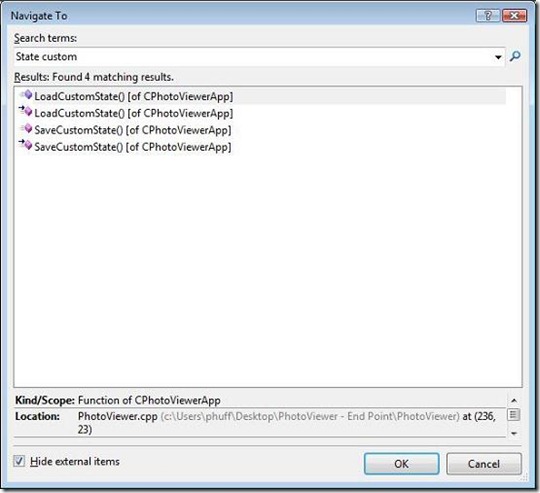 Navigate To
Search terms:
State custom
Results: Found 4 matching results.
LoadCustomState() [of CPhotoViewerApp]
LoadCustomState() [of CPhotoViewerApp]
SaveCustomState() [of CPhotoViewerApp]
SaveCustomState() [of CPhotoViewerApp]
Kind/Scope: Function of CPhotoViewerApp
Location: PhotoViewer.cpp (c:\Users\phuff\Desktop\PhotoViewer - End Point\PhotoViewer) at (236,
23)
Hide external items
OK
Cancel